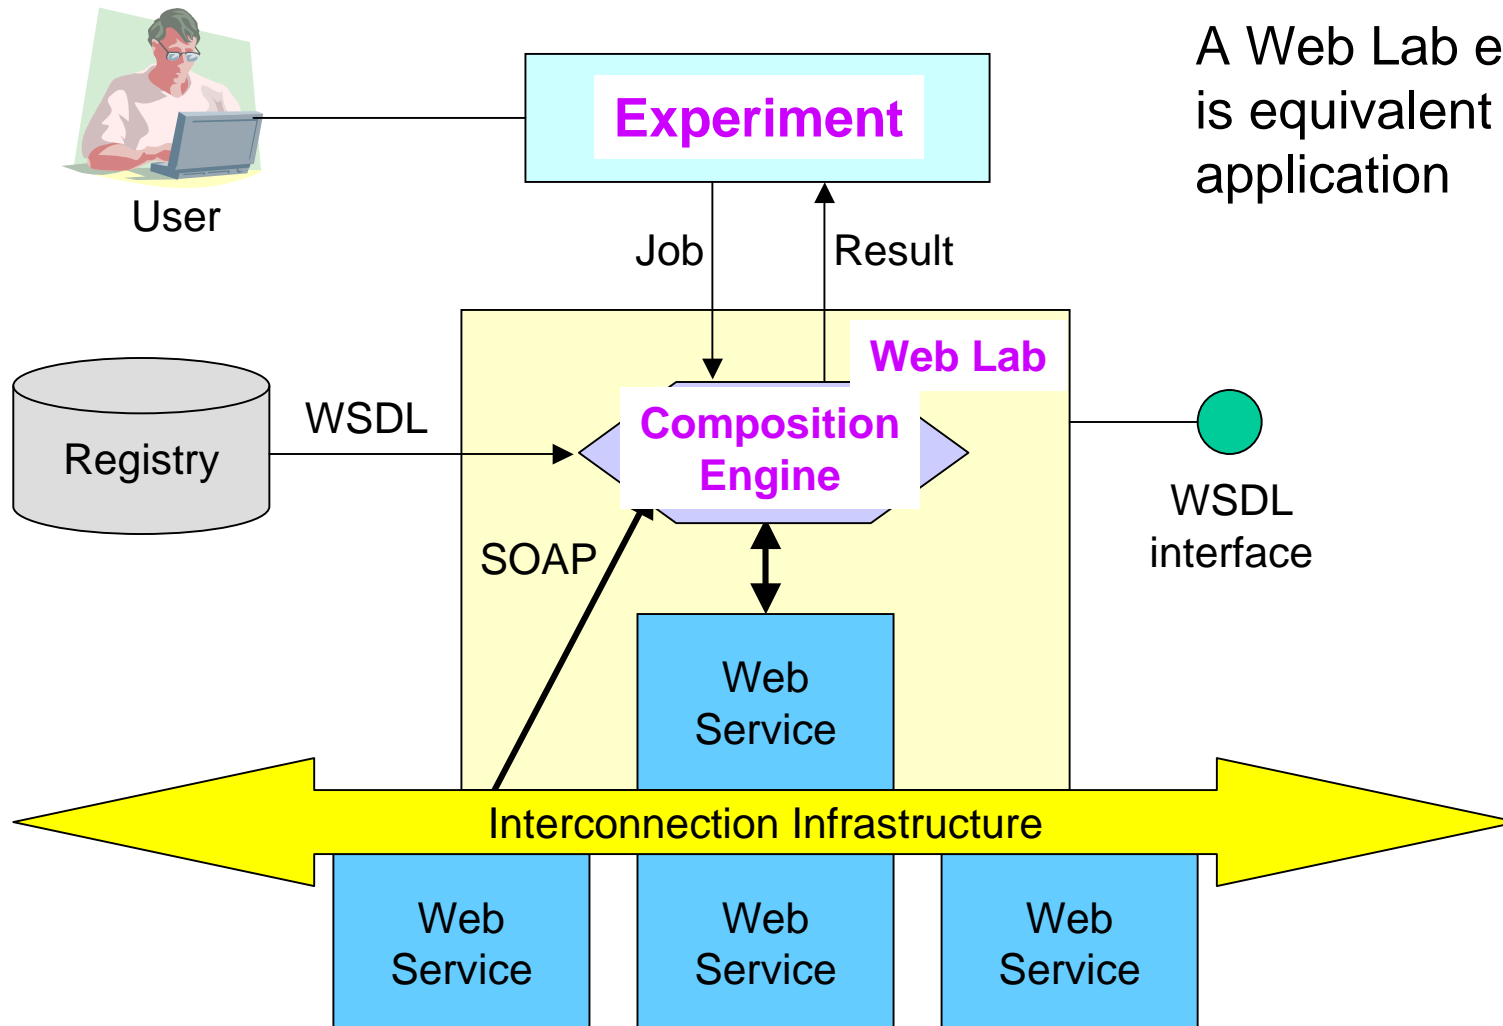 A Web Lab e
is equivalent
application
Experiment
User
Job
Result
Web Lab
WSDL
Composition
Engine
Registry
WSDL
interface
SOAP
Web
Service
Interconnection Infrastructure
Web
Service
Web
Service
Web
Service